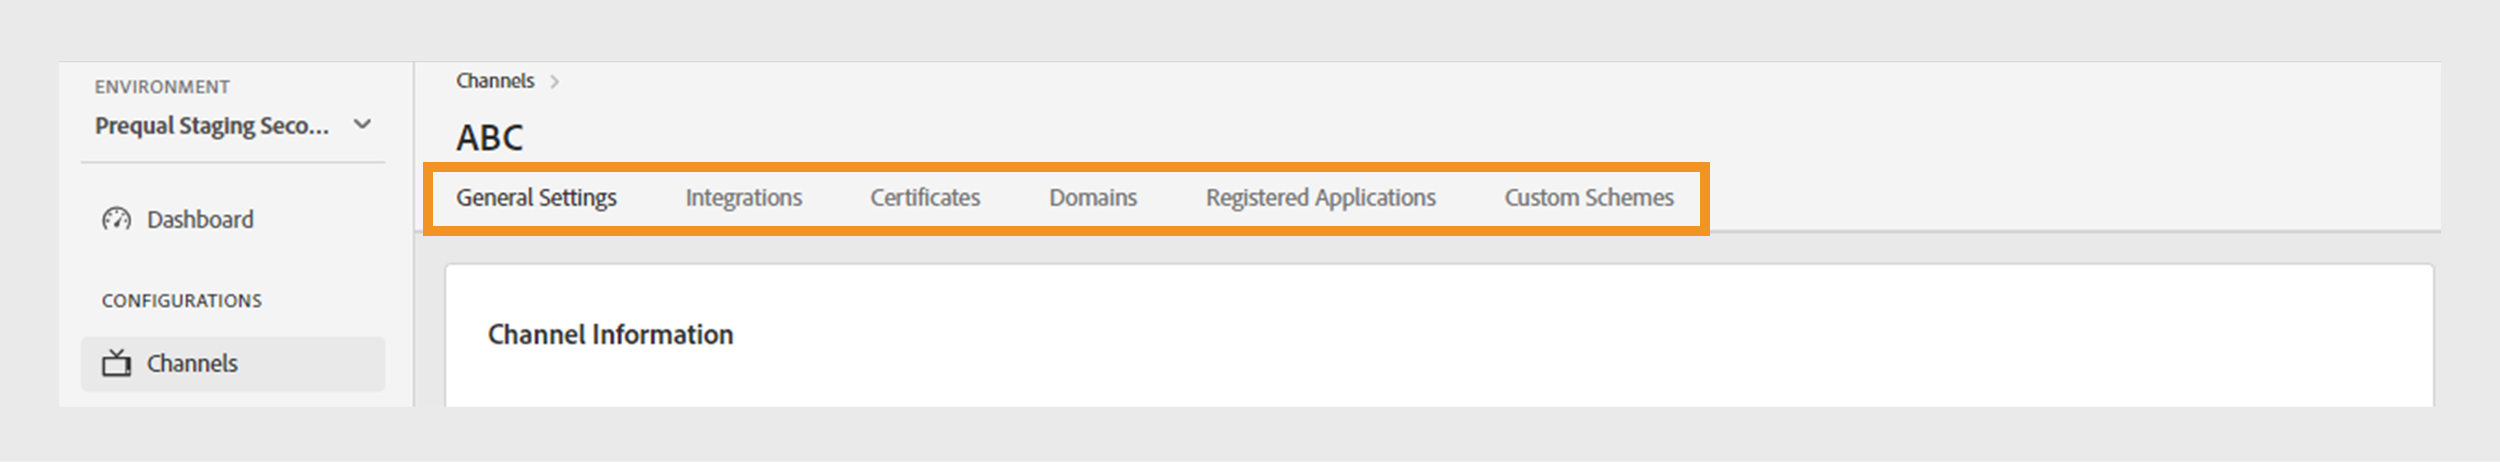 ENVIRONMENT
Prequal Staging Seco...
Dashboard
CONFIGURATIONS
Channels
Channels >
ABC
General Settings Integrations Certificates Domains Registered Applications Custom Schemes
Channel Information